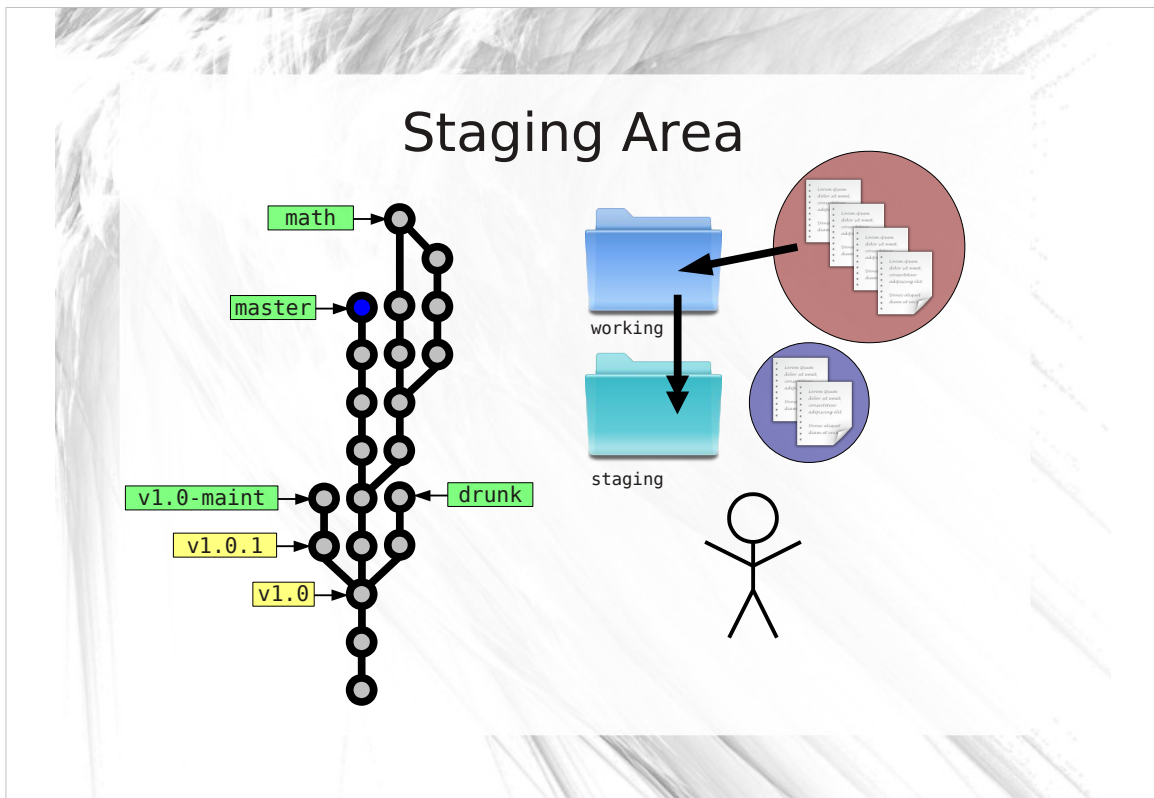 Staging Area
math
master
working
staging
v1.0-maint
drunk
v1.0.1
v1.0